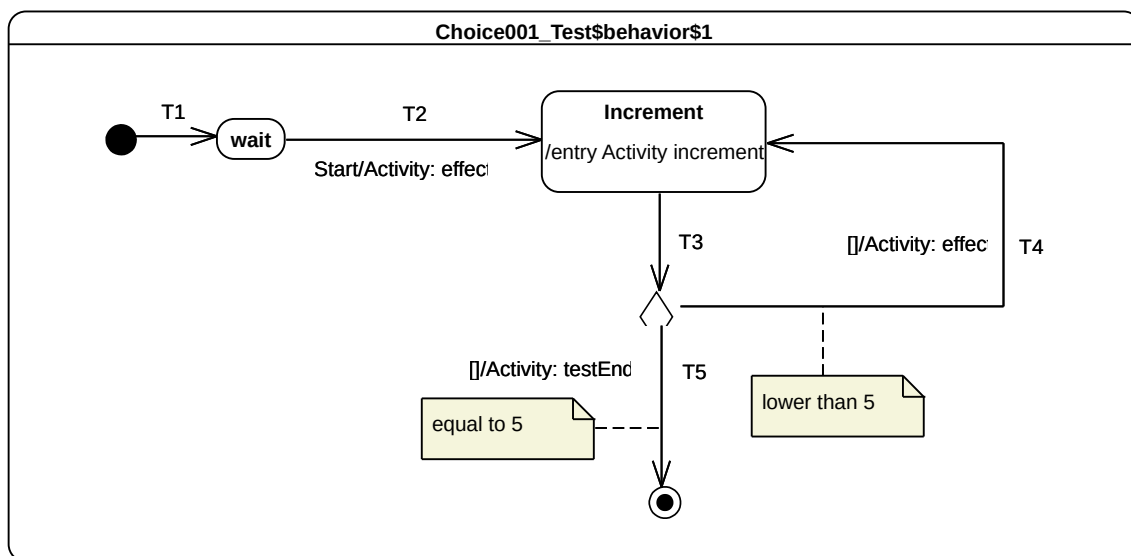 Choice001_Test$behavior$1
T1
T2
wait
Start/Activity: effect
Increment
/entry Activity increment
T3
[]/Activity: effec
T4
[]/Activity: testEnd
T5
equal to 5
lower than 5